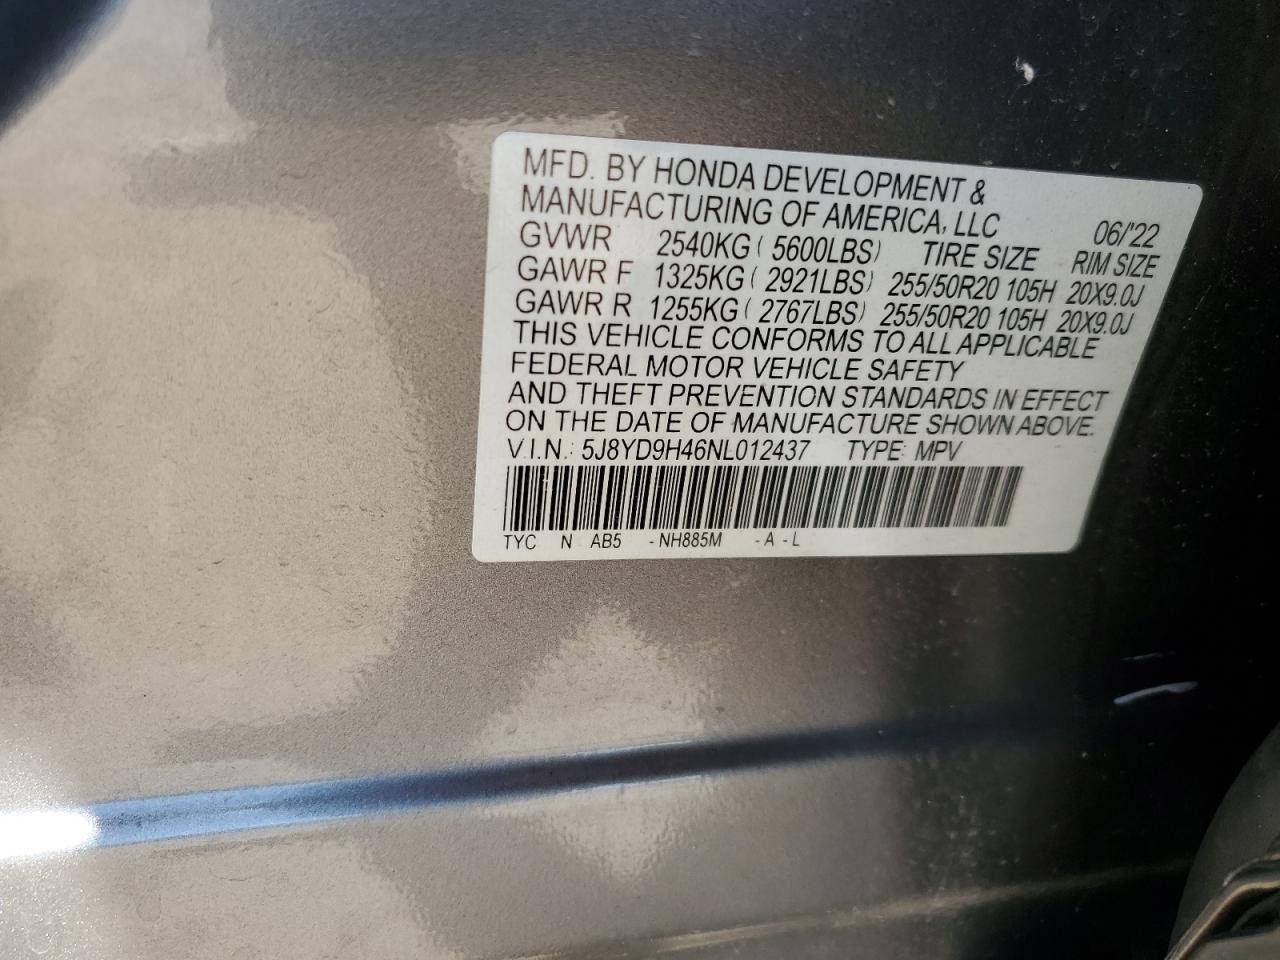 MFD. BY HONDA DEVELOPMENT &
MANUFACTURING OF AMERICA, LLC 06/'22
GVWR 2540KG ( 5600LBS) TIRE SIZE RIM SIZE
GAWR F 1325KG ( 2921LBS) 255/50R20 105H 20X9.0J
GAWR R 1255KG ( 2767LBS) 255/50R20 105H 20X9.0J
THIS VEHICLE CONFORMS TO ALL APPLICABLE
FEDERAL MOTOR VEHICLE SAFETY
AND THEFT PREVENTION STANDARDS IN EFFECT
ON THE DATE OF MANUFACTURE SHOWN ABOVE.
V.I.N.: 5J8YD9H46NL012437 TYPE: MPV
TYC N AB5 -NH885M -A -L